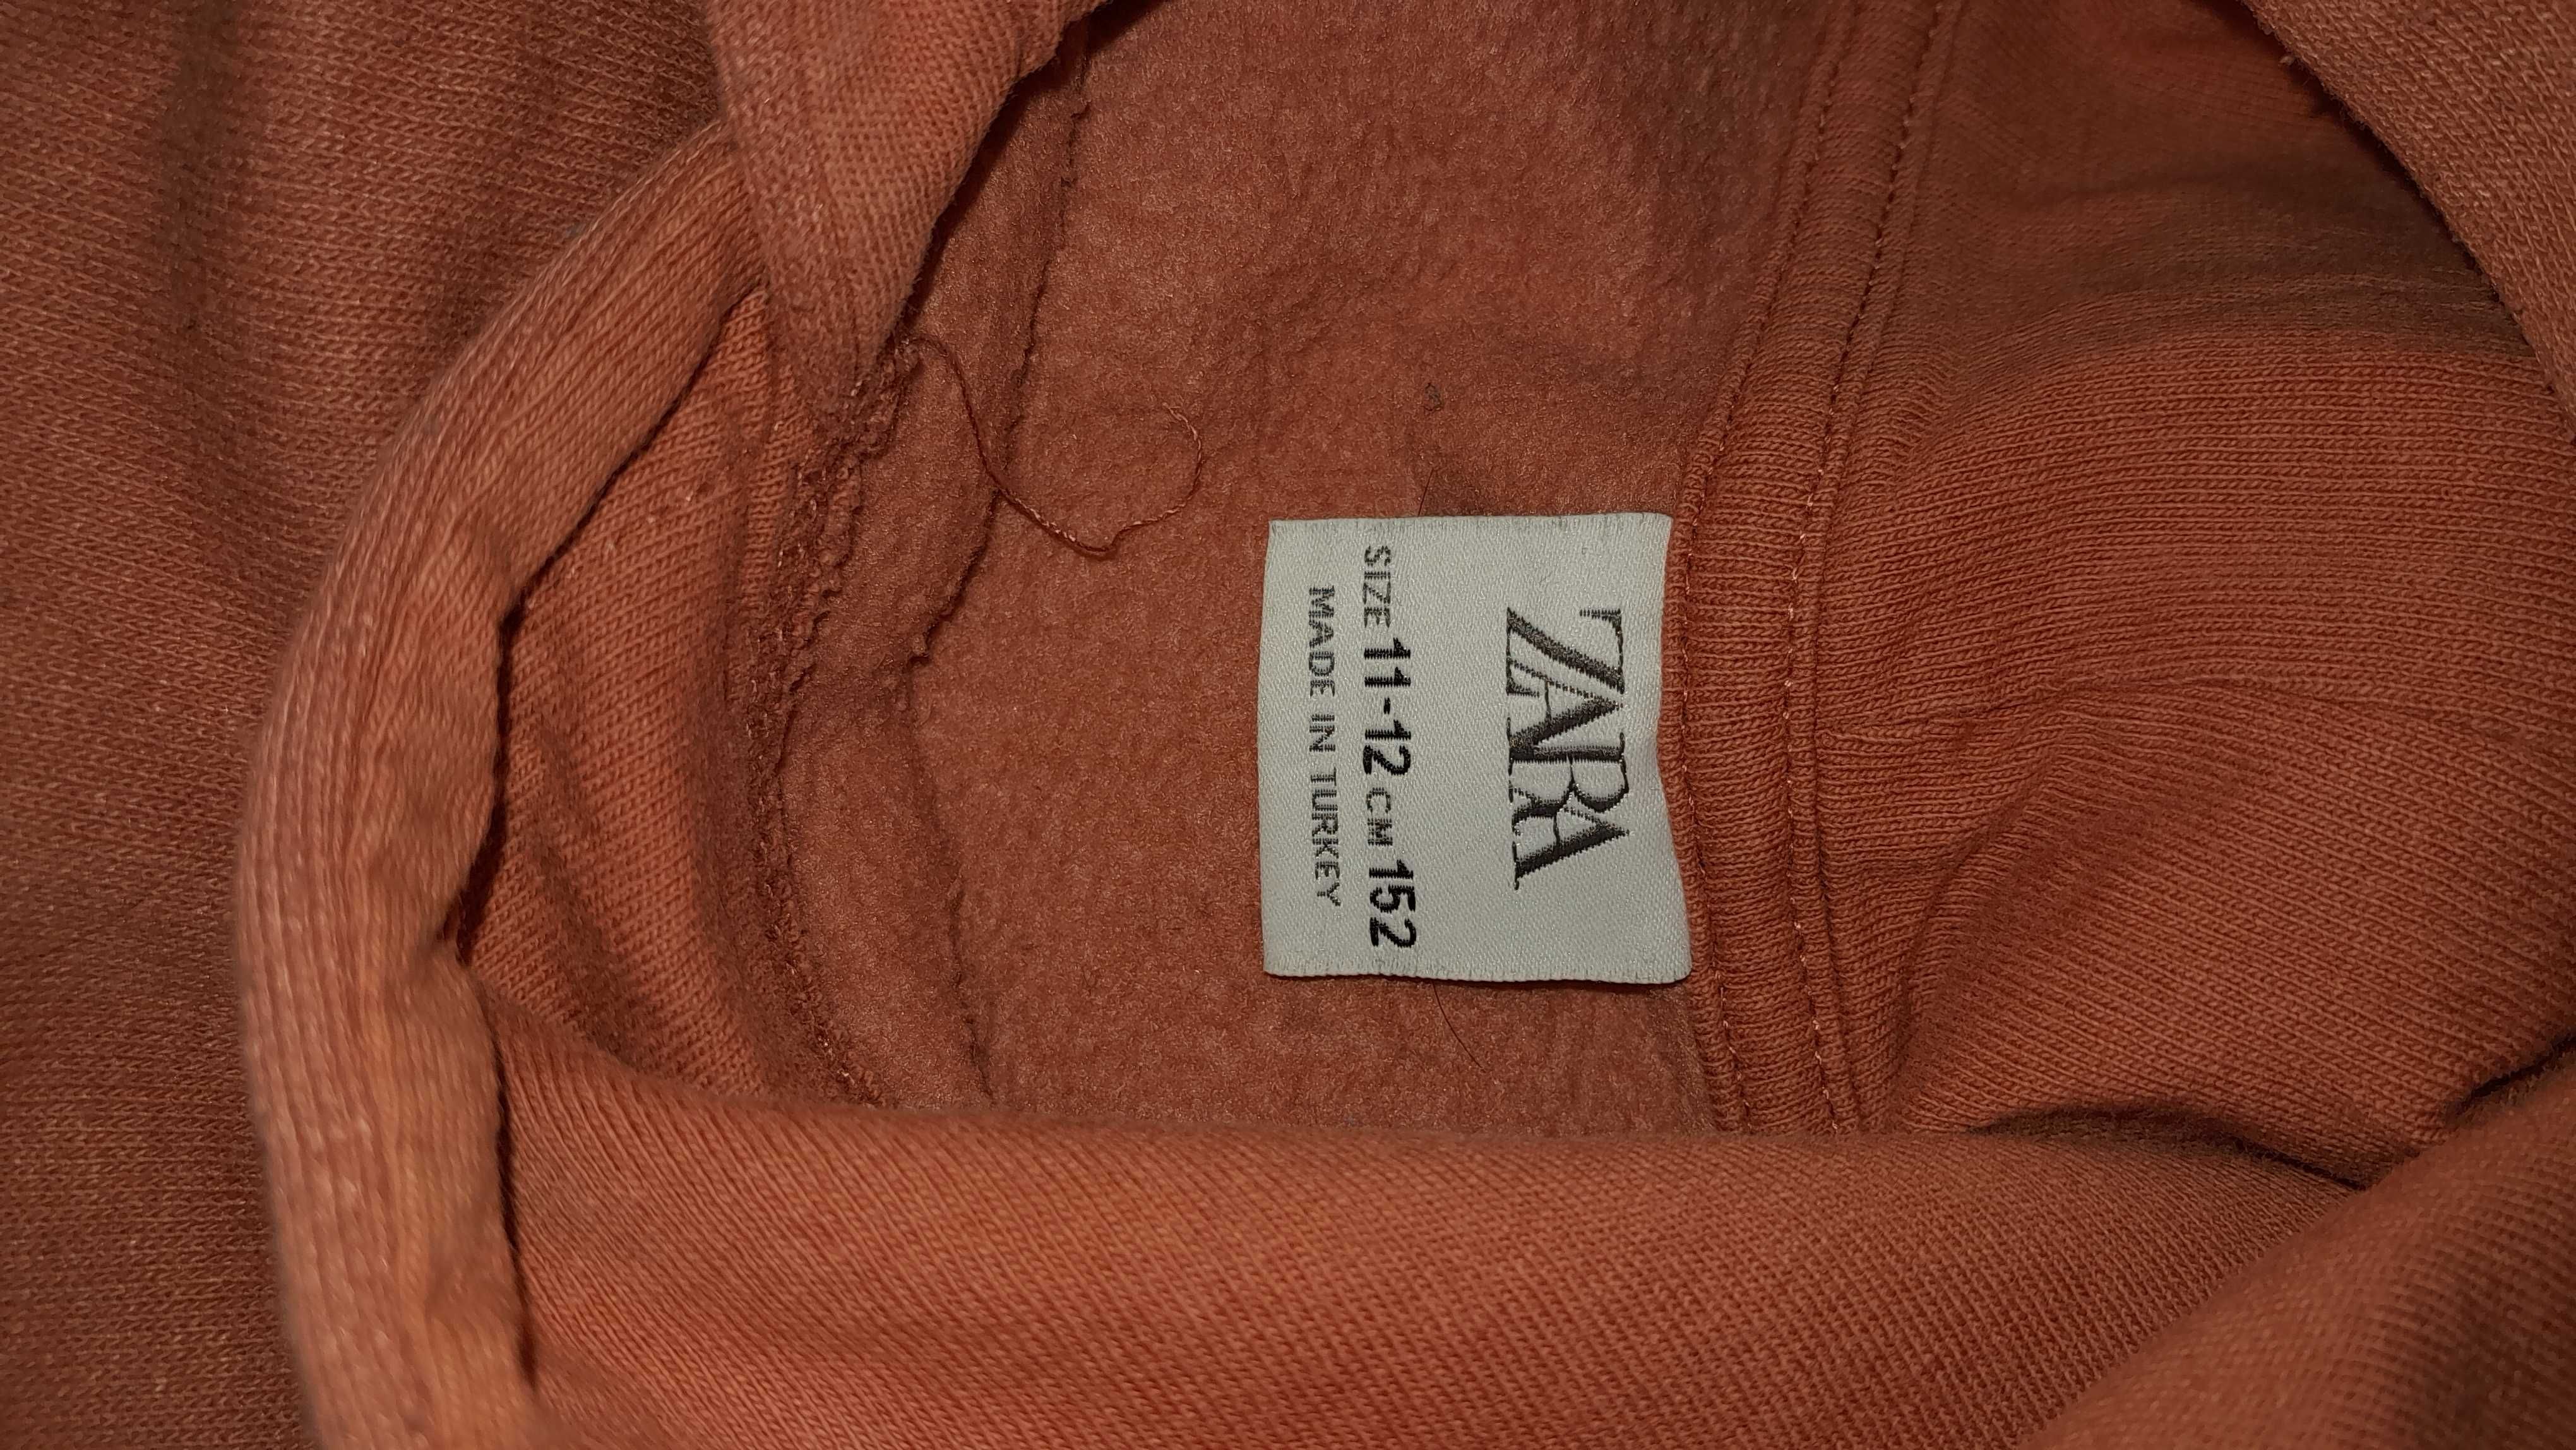 ZARA
SIZE 11-12 CM 152
MADE IN TURKEY